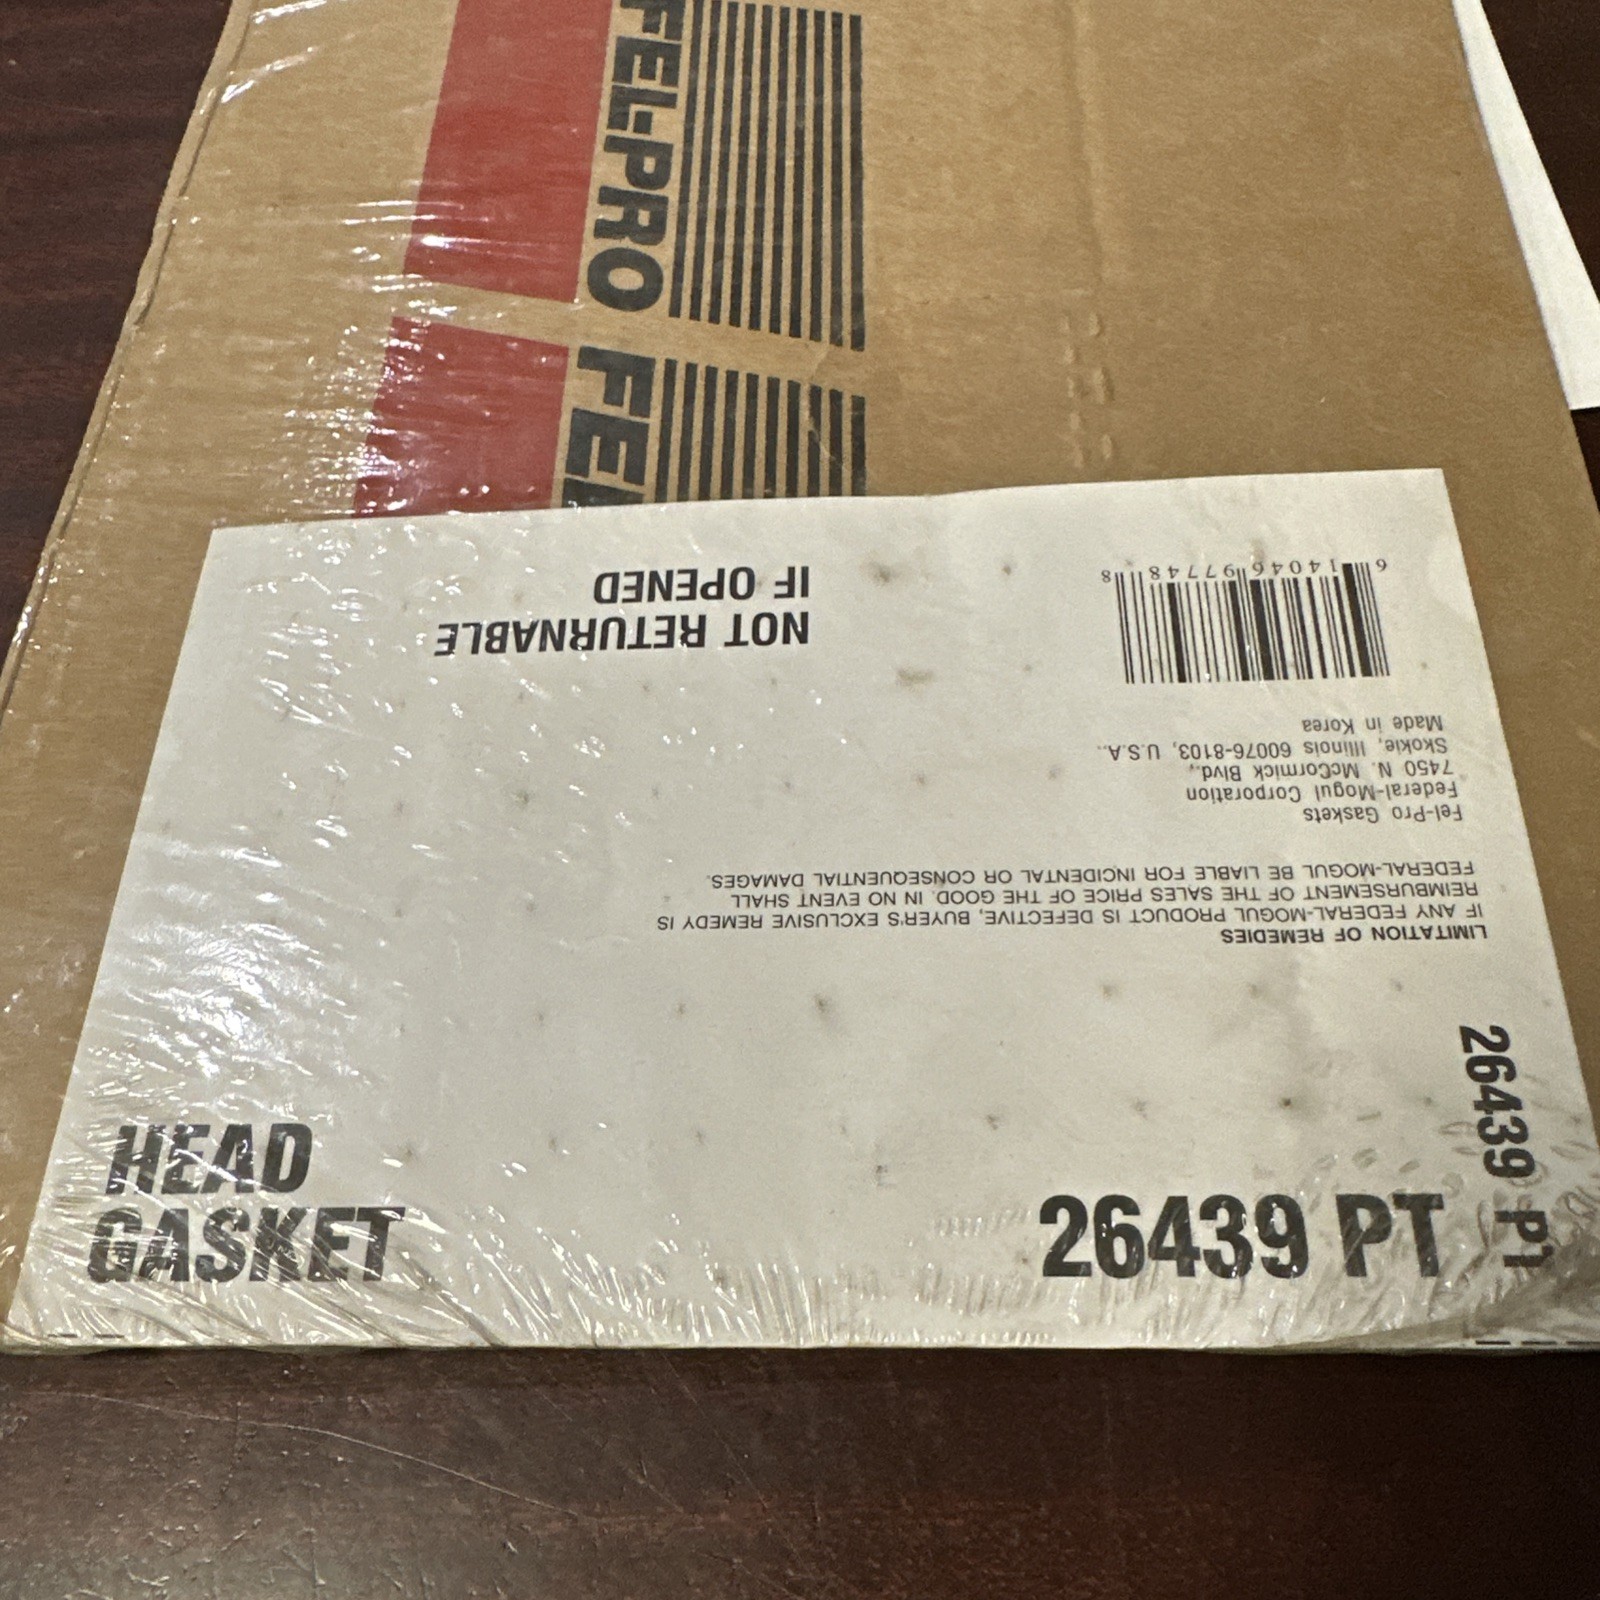 FEL-PRO
FEL
NOT RETURNABLE
IF OPENED
6 14046 97748 8
Fel-Pro Gaskets
Federal-Mogul Corporation
7450 N. McCormick Blvd.,
Skokie, Illinois 60076-8103, U.S.A..
Made in Korea
LIMITATION OF REMEDIES
IF ANY FEDERAL-MOGUL PRODUCT IS DEFECTIVE, BUYER'S EXCLUSIVE REMEDY IS
REIMBURSEMENT OF THE SALES PRICE OF THE GOOD. IN NO EVENT SHALL
FEDERAL-MOGUL BE LIABLE FOR INCIDENTAL OR CONSEQUENTIAL DAMAGES.
26439 PT
HEAD
GASKET
26439 PT